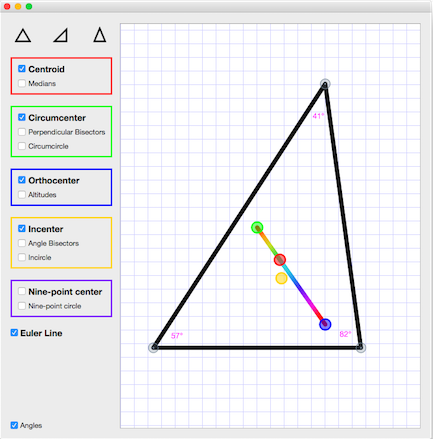 Centroid
Medians
Circumcenter
Perpendicular Bisectors
Circumcircle
Orthocenter
Altitudes
Incenter
Angle Bisectors
Incircle
Nine-point center
Nine-point circle
Euler Line
Angles
41°
57°
82°